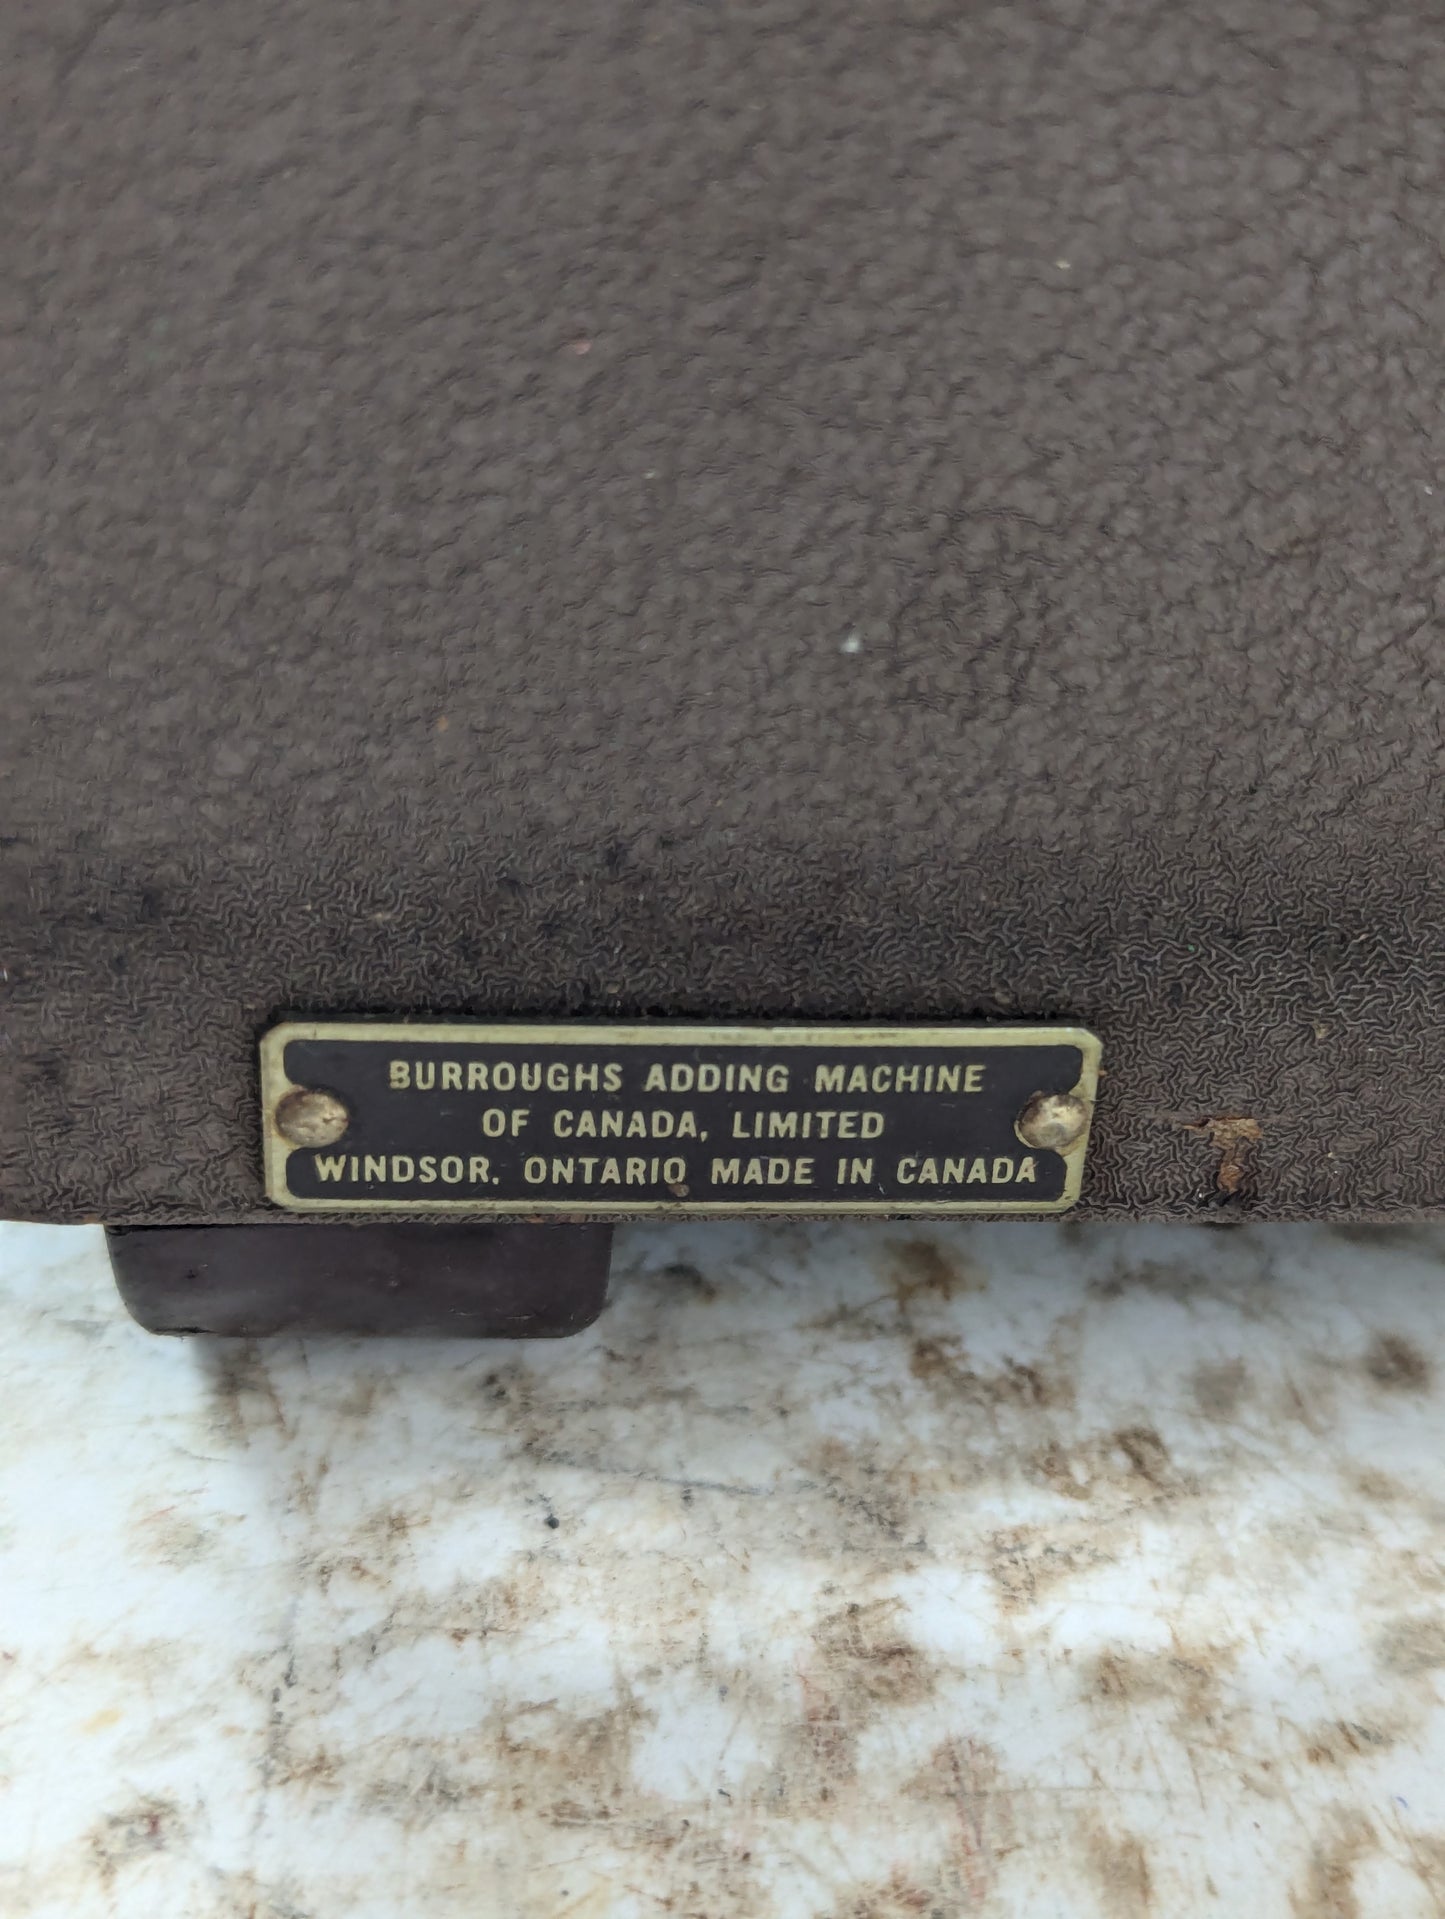 BURROUGHS ADDING MACHINE
OF CANADA, LIMITED
WINDSOR, ONTARIO MADE IN CANADA